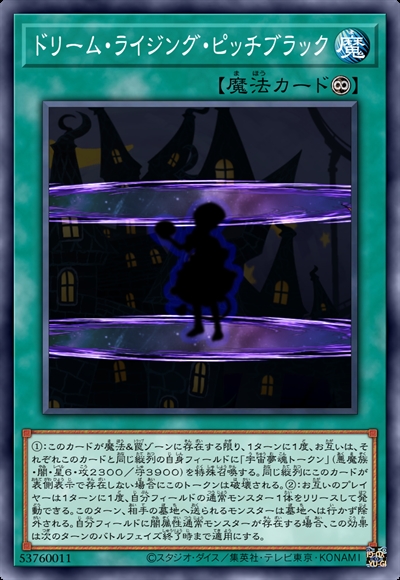 ドリーム・ライジング・ピッチブラック
魔
【魔法カード】
①:このカードが魔法&罠ゾーンに存在する限り、1ターンに1度、お互いは、そ
れぞれこのカードと同じ縦列の自身フィールドに「宇宙夢魂トークン」(悪魔族
・闇・星6・攻2300/守3900)を特殊召喚する。同じ縦列にこのカードが
表側表示で存在しない場合にこのトークンは破壊される。②:お互いのプレ
イヤーは1ターンに1度、自分フィールドの通常モンスター1体をリリースして発
動できる。このターン、相手の墓地へ送られるモンスターは墓地へは行かず除
外される。自分フィールドに闇属性通常モンスターが存在する場合、この効果
は次のターンのバトルフェイズ終了時まで適用にする。
53760011
©スタジオ・ダイス/集英社・テレビ東京・KONAMI